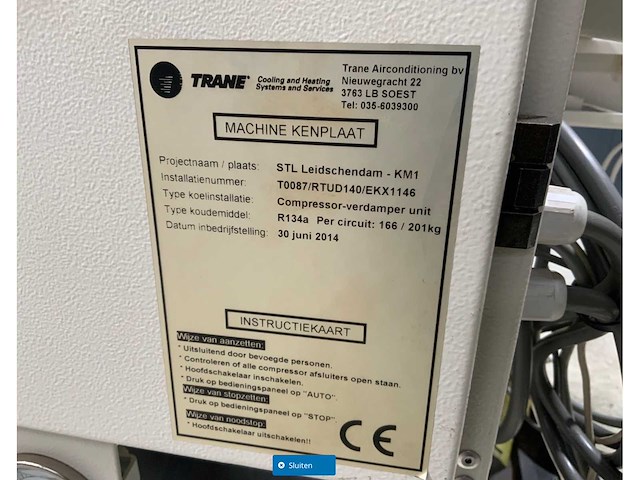 TRANE® Cooling and Heating
Systems and Services
Trane Airconditioning bv
Nieuwegracht 22
3763 LB SOEST
Tel: 035-6039300
MACHINE KENPLAAT
Projectnaam / plaats: STL Leidschendam - KM1
Installatienummer: T0087/RTUD140/EKX1146
Type koelinstallatie: Compressor-verdamper unit
Type koudemiddel: R134a Per circuit: 166 / 201kg
Datum inbedrijfstelling: 30 juni 2014
INSTRUCTIEKAART
Wijze van aanzetten:
* Uitsluitend door bevoegde personen.
* Controleren of alle compressor afsluiters open staan.
* Hoofdschakelaar inschakelen.
* Druk op bedieningspaneel op "AUTO".
Wijze van stopzetten:
* Druk op bedieningspaneel op "STOP"
Wijze van noodstop:
* Hoofdschakelaar uitschakelen!!
CE
Sluiten